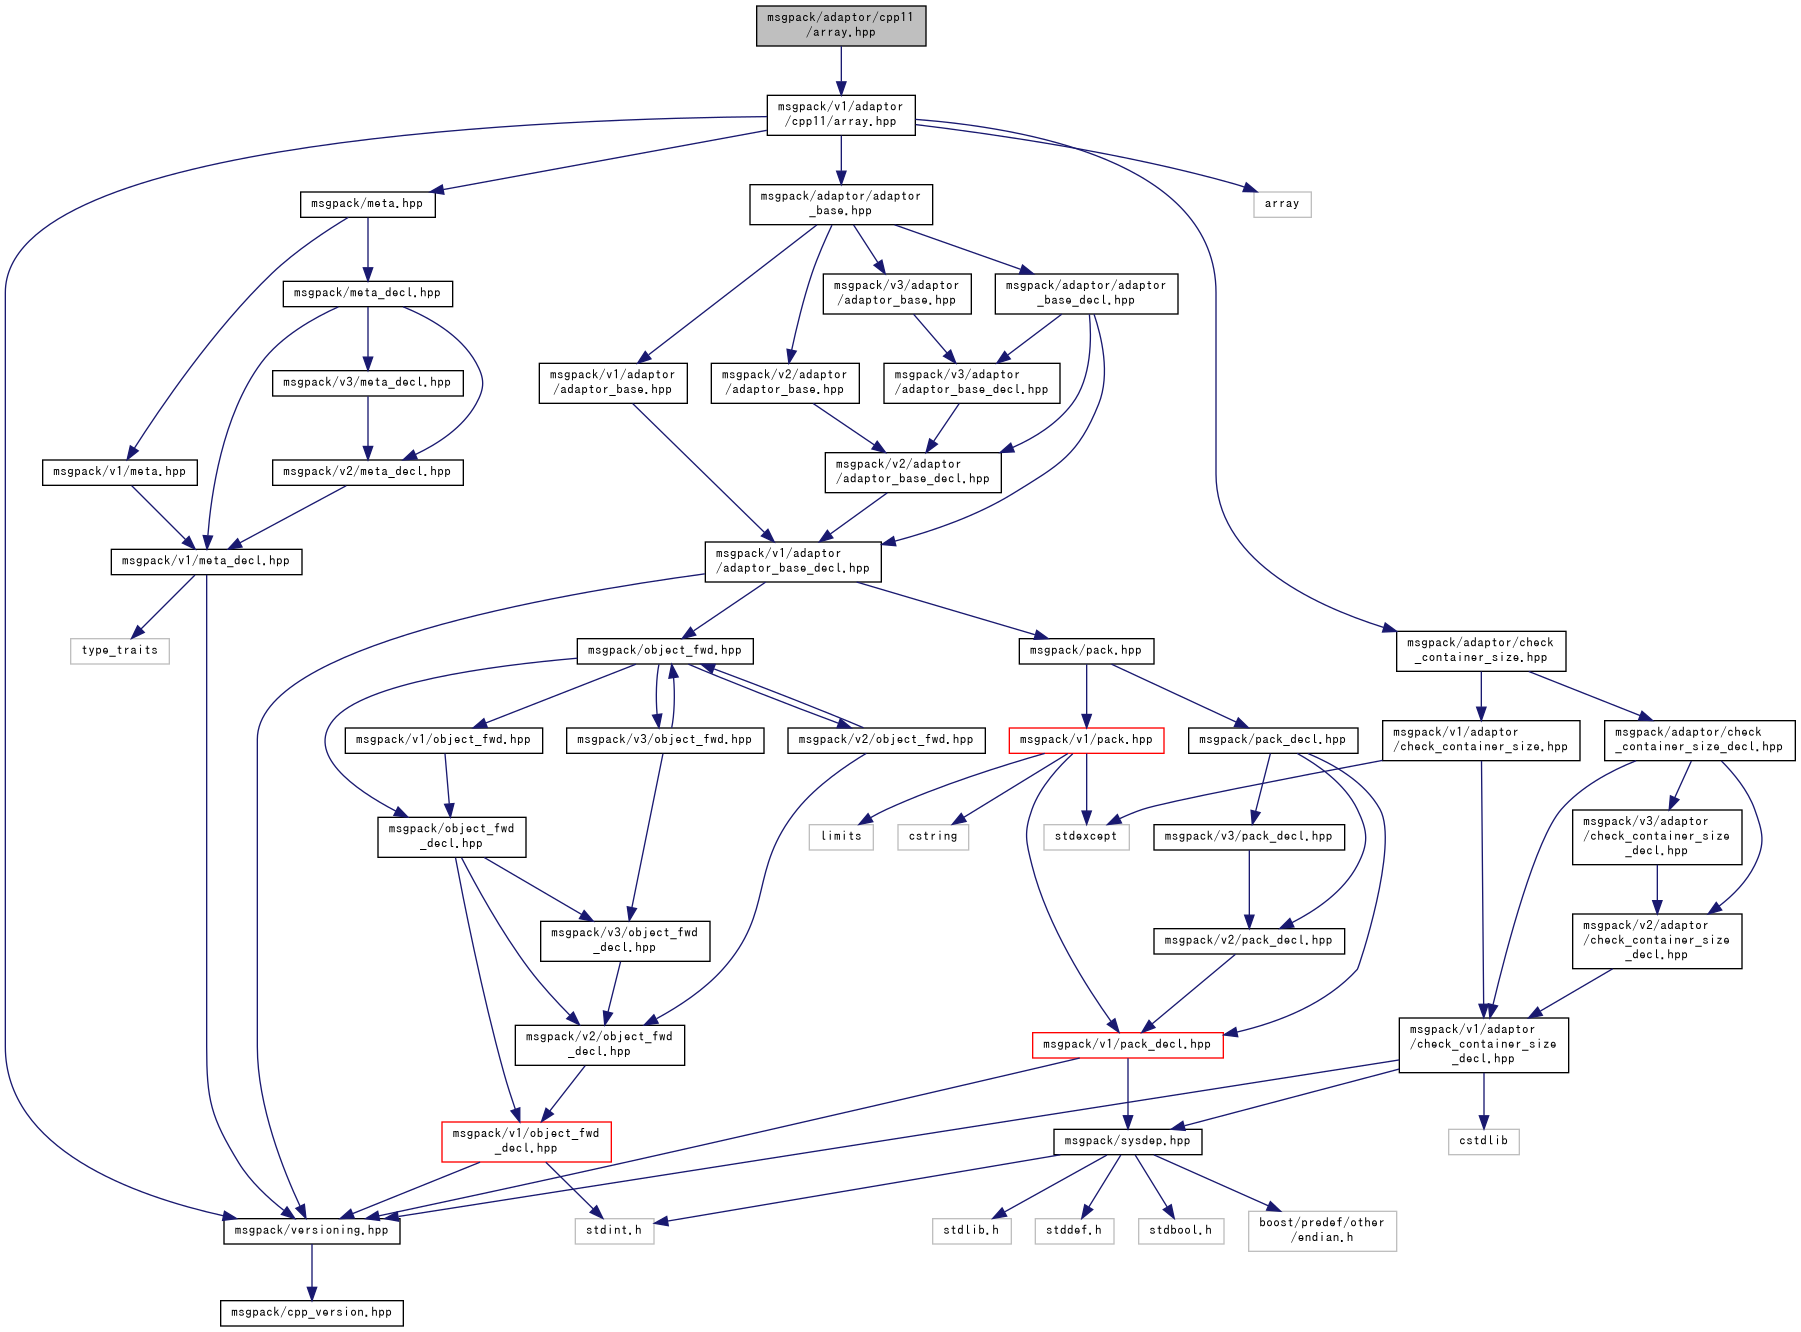 msgpack/adaptor/cpp11
/array.hpp
msgpack/v1/adaptor
/cpp11/array.hpp
msgpack/meta.hpp
msgpack/adaptor/adaptor
_base.hpp
array
msgpack/meta_decl.hpp
msgpack/v3/adaptor
/adaptor_base.hpp
msgpack/adaptor/adaptor
_base_decl.hpp
msgpack/v3/meta_decl.hpp
msgpack/v1/adaptor
/adaptor_base.hpp
msgpack/v2/adaptor
/adaptor_base.hpp
msgpack/v3/adaptor
/adaptor_base_decl.hpp
msgpack/v1/meta.hpp
msgpack/v2/meta_decl.hpp
msgpack/v2/adaptor
/adaptor_base_decl.hpp
msgpack/v1/meta_decl.hpp
msgpack/v1/adaptor
/adaptor_base_decl.hpp
type_traits
msgpack/object_fwd.hpp
msgpack/pack.hpp
msgpack/adaptor/check
_container_size.hpp
msgpack/v1/object_fwd.hpp
msgpack/v3/object_fwd.hpp
msgpack/v2/object_fwd.hpp
msgpack/v1/pack.hpp
msgpack/pack_decl.hpp
msgpack/v1/adaptor
/check_container_size.hpp
msgpack/adaptor/check
_container_size_decl.hpp
msgpack/object_fwd
_decl.hpp
limits
cstring
stdexcept
msgpack/v3/pack_decl.hpp
msgpack/v3/adaptor
/check_container_size
_decl.hpp
msgpack/v3/object_fwd
_decl.hpp
msgpack/v2/pack_decl.hpp
msgpack/v2/adaptor
/check_container_size
_decl.hpp
msgpack/v2/object_fwd
_decl.hpp
msgpack/v1/pack_decl.hpp
msgpack/v1/adaptor
/check_container_size
_decl.hpp
msgpack/v1/object_fwd
_decl.hpp
msgpack/sysdep.hpp
cstdlib
msgpack/versioning.hpp
stdint.h
stdlib.h
stddef.h
stdbool.h
boost/predef/other
/endian.h
msgpack/cpp_version.hpp